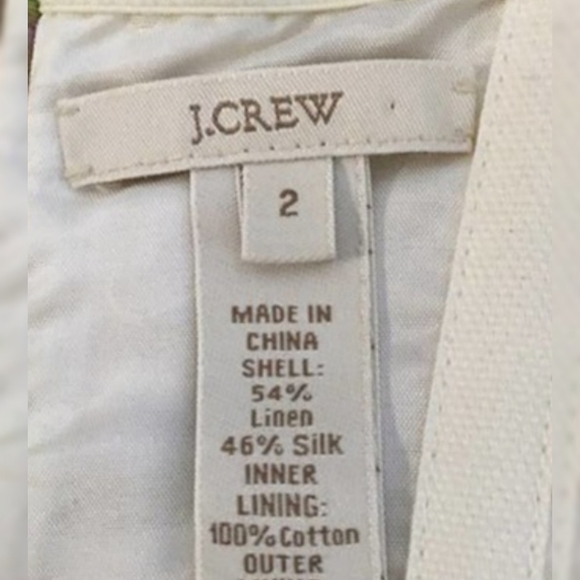 J.CREW
2
MADE IN
CHINA
SHELL:
54%
Linen
46% Silk
INNER
LINING:
100% Cotton
OUTER